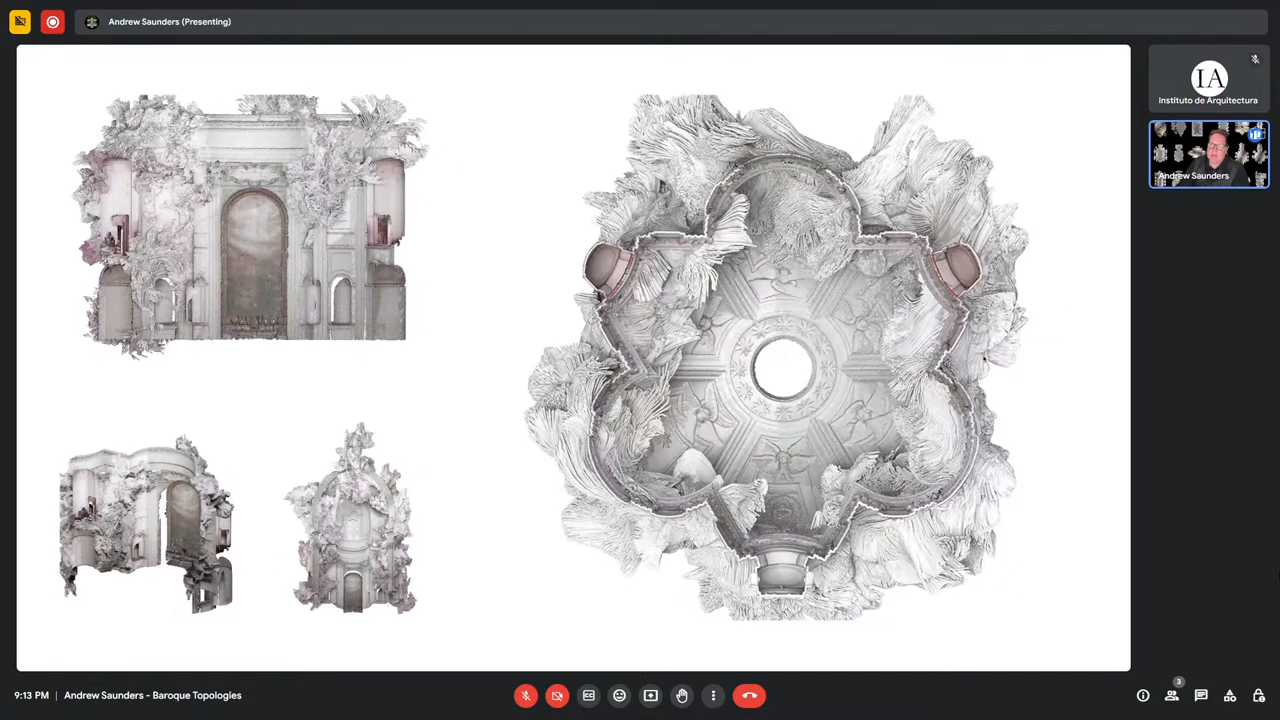 Andrew Saunders (Presenting)
IA
Instituto de Arquitectura
Andrew Saunders
3
9:13 PM | Andrew Saunders - Baroque Topologies